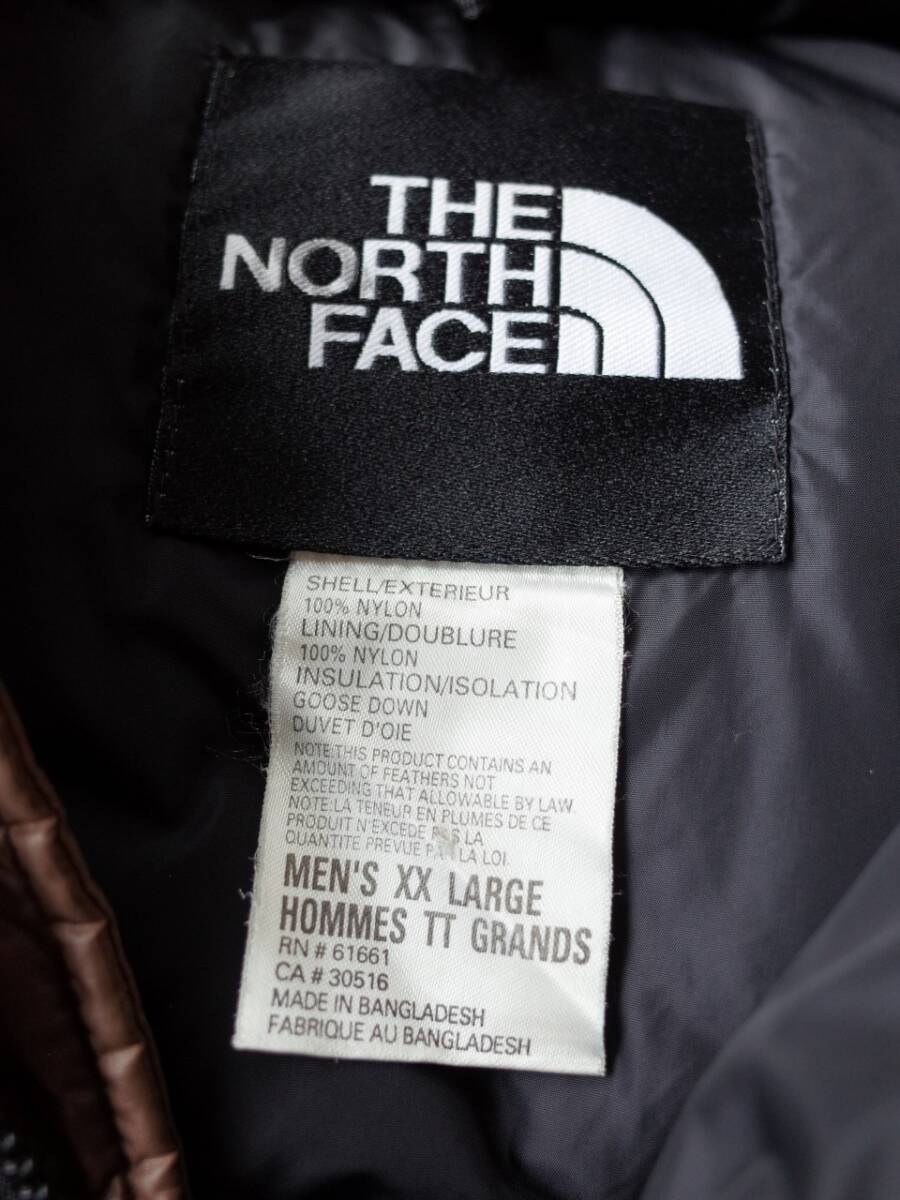 THE
NORTH
FACE
SHELL/EXTERIEUR
100% NYLON
LINING/DOUBLURE
100% NYLON
INSULATION/ISOLATION
GOOSE DOWN
DUVET D'OIE
NOTE:THIS PRODUCT CONTAINS AN
AMOUNT OF FEATHERS NOT
EXCEEDING THAT ALLOWABLE BY LAW.
NOTE:LA TENEUR EN PLUMES DE CE
PRODUIT N'EXCEDE PAS LA
QUANTITE PREVUE PAR LA LOI.
MEN'S XX LARGE
HOMMES TT GRANDS
RN # 61661
CA # 30516
MADE IN BANGLADESH
FABRIQUE AU BANGLADESH